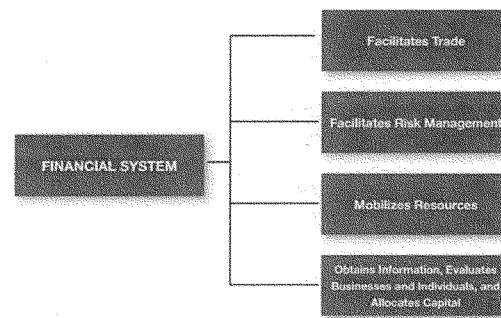 Facilitates Trade
Facilitates Risk Management
FINANCIAL SYSTEM
Mobilizes Resources
Obtains Information, Evaluates
Businesses and Individuals, and
Allocates Capital